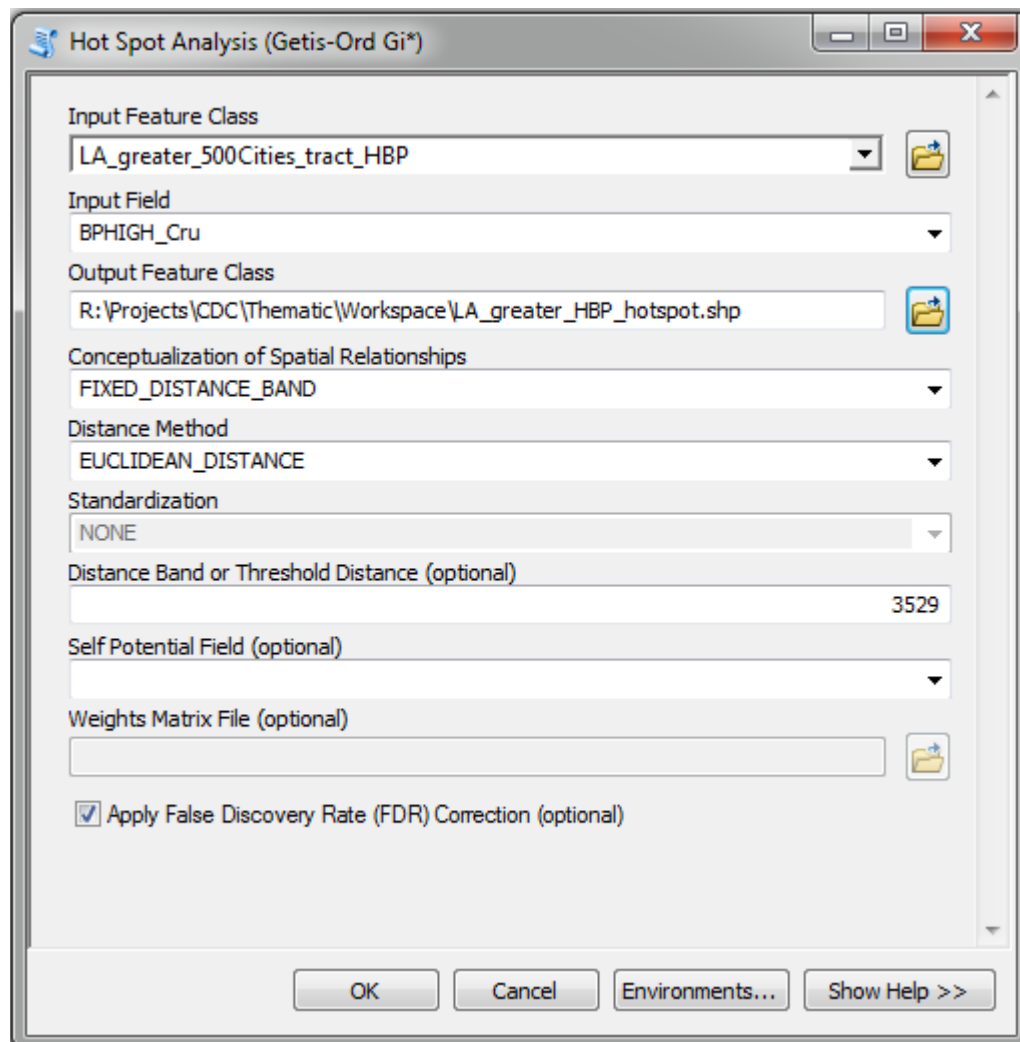 Hot Spot Analysis (Getis-Ord Gi*)
Input Feature Class
LA_greater_500Cities_tract_HBP
Input Field
BPHIGH_Cru
Output Feature Class
R:\Projects\CDC\Thematic\Workspace\LA_greater_HBP_hotspot.shp
Conceptualization of Spatial Relationships
FIXED_DISTANCE_BAND
Distance Method
EUCLIDEAN_DISTANCE
Standardization
NONE
Distance Band or Threshold Distance (optional)
3529
Self Potential Field (optional)
Weights Matrix File (optional)
Apply False Discovery Rate (FDR) Correction (optional)
OK Cancel Environments... Show Help >>